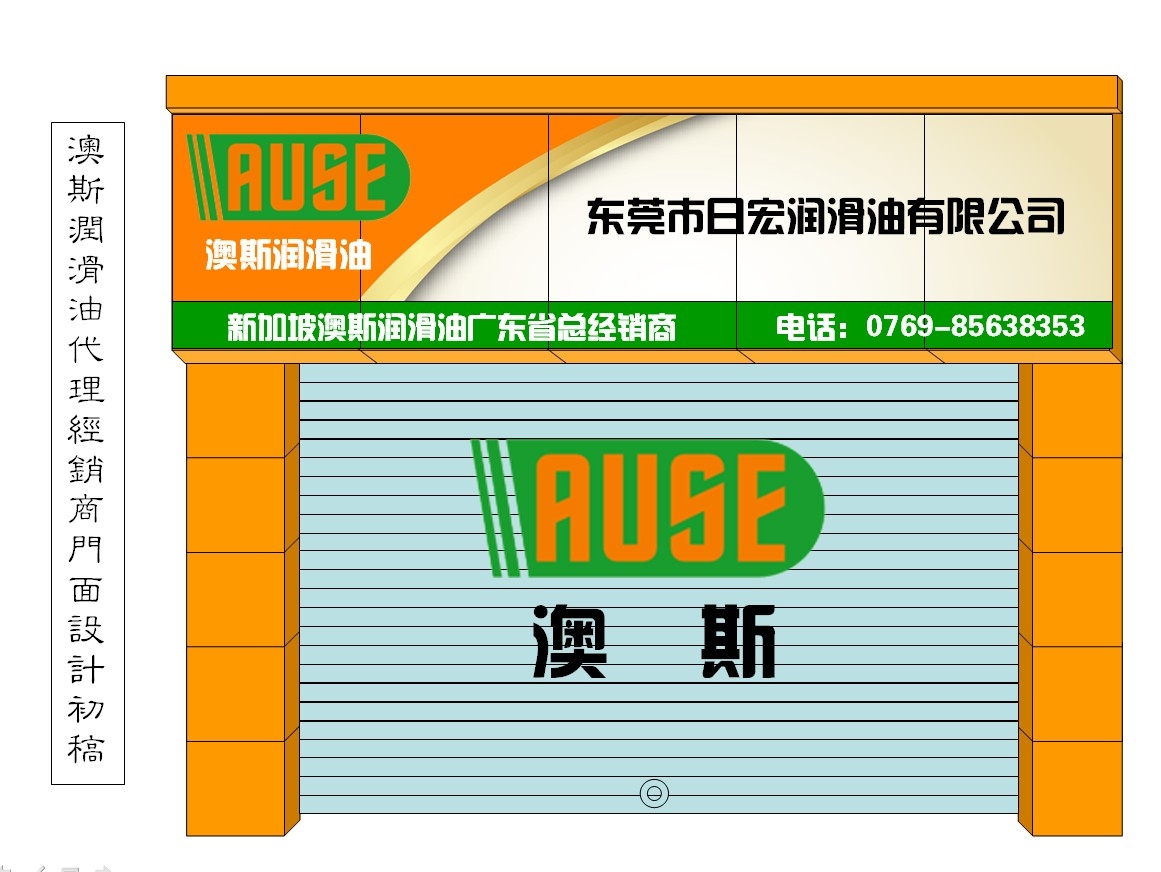 澳斯潤滑油代理經銷商門面設計初稿
AUSE
澳斯润滑油
东莞市日宏润滑油有限公司
新加坡澳斯润滑油广东省总经销商
电话：0769-85638353
AUSE
澳 斯